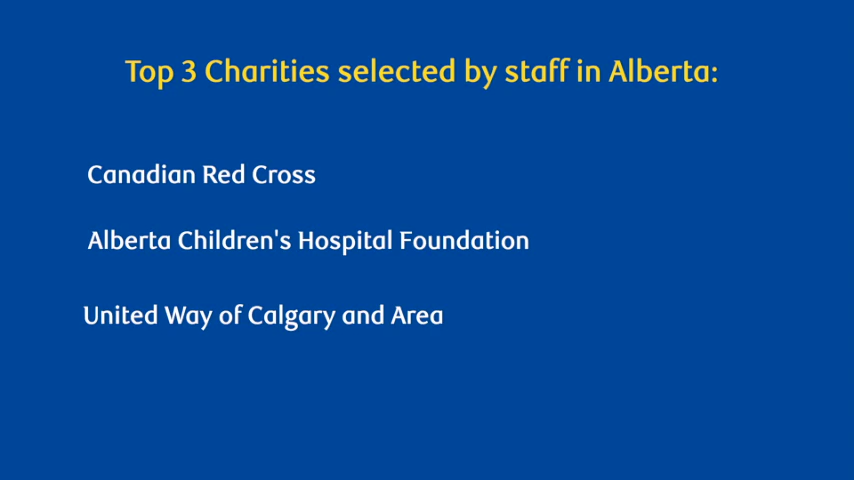 Top 3 Charities selected by staff in Alberta:
Canadian Red Cross
Alberta Children's Hospital Foundation
United Way of Calgary and Area